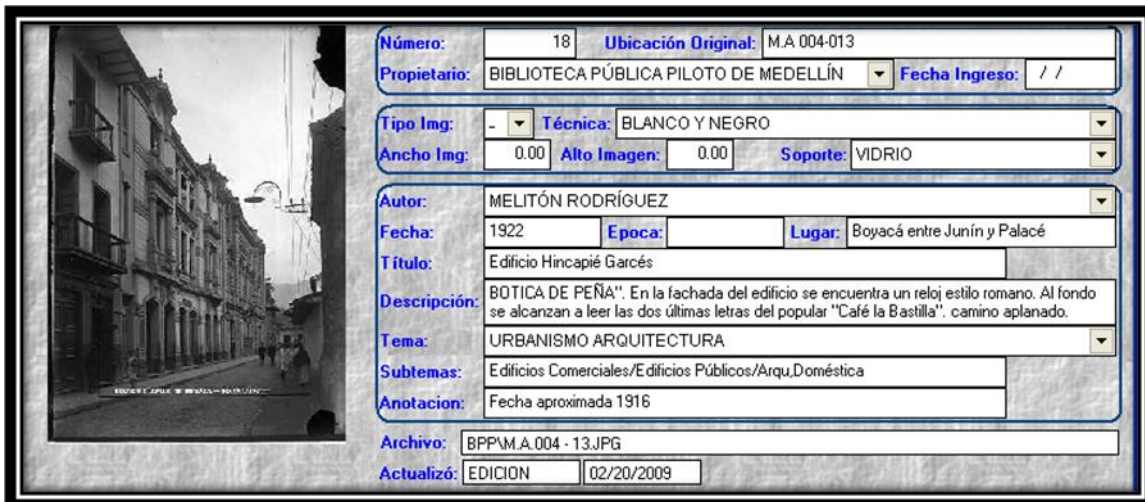 Número: 18 Ubicación Original: M.A 004-013
Propietario: BIBLIOTECA PÚBLICA PILOTO DE MEDELLÍN Fecha Ingreso: / /
Tipo Img: - Técnica: BLANCO Y NEGRO
Ancho Img: 0.00 Alto Imagen: 0.00 Soporte: VIDRIO
Autor: MELITÓN RODRÍGUEZ
Fecha: 1922 Epoca: Lugar: Boyacá entre Junín y Palacé
Título: Edificio Hincapié Garcés
Descripción: BOTICA DE PEÑA". En la fachada del edificio se encuentra un reloj estilo romano. Al fondo
se alcanzan a leer las dos últimas letras del popular "Café la Bastilla". camino aplanado.
Tema: URBANISMO ARQUITECTURA
Subtemas: Edificios Comerciales/Edificios Públicos/Arqu,Doméstica
Anotacion: Fecha aproximada 1916
Archivo: BPP\M.A.004 - 13.JPG
Actualizó: EDICION 02/20/2009